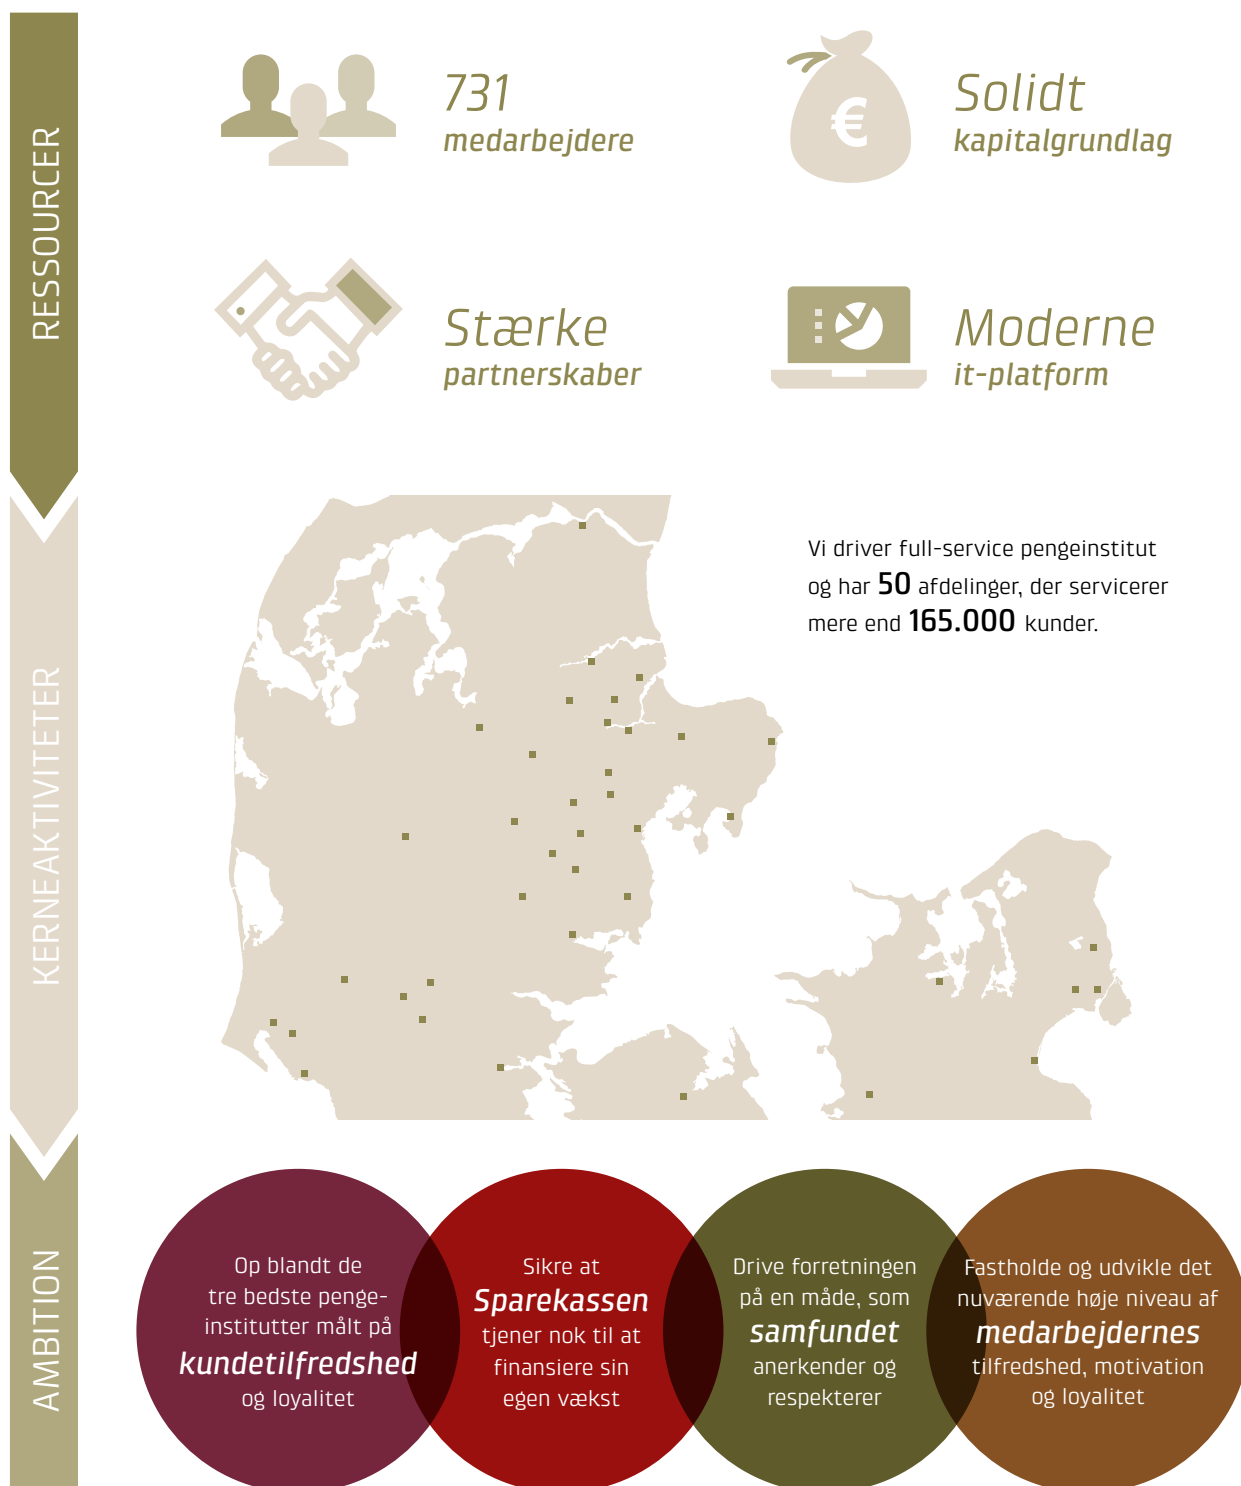 RESSOURCER
731
medarbejdere
Solidt
kapitalgrundlag
€
Stærke
partnerskaber
Moderne
it-platform
KERNEAKTIVITETER
Vi driver full-service pengeinstitut
og har 50 afdelinger, der servicerer
mere end 165.000 kunder.
AMBITION
Op blandt de
tre bedste penge-
institutter målt på
kundetilfredshed
og loyalitet
Sikre at
Sparekassen
tjener nok til at
finansiere sin
egen vækst
Drive forretningen
på en måde, som
samfundet
anerkender og
respekterer
Fastholde og udvikle det
nuværende høje niveau af
medarbejdernes
tilfredshed, motivation
og loyalitet